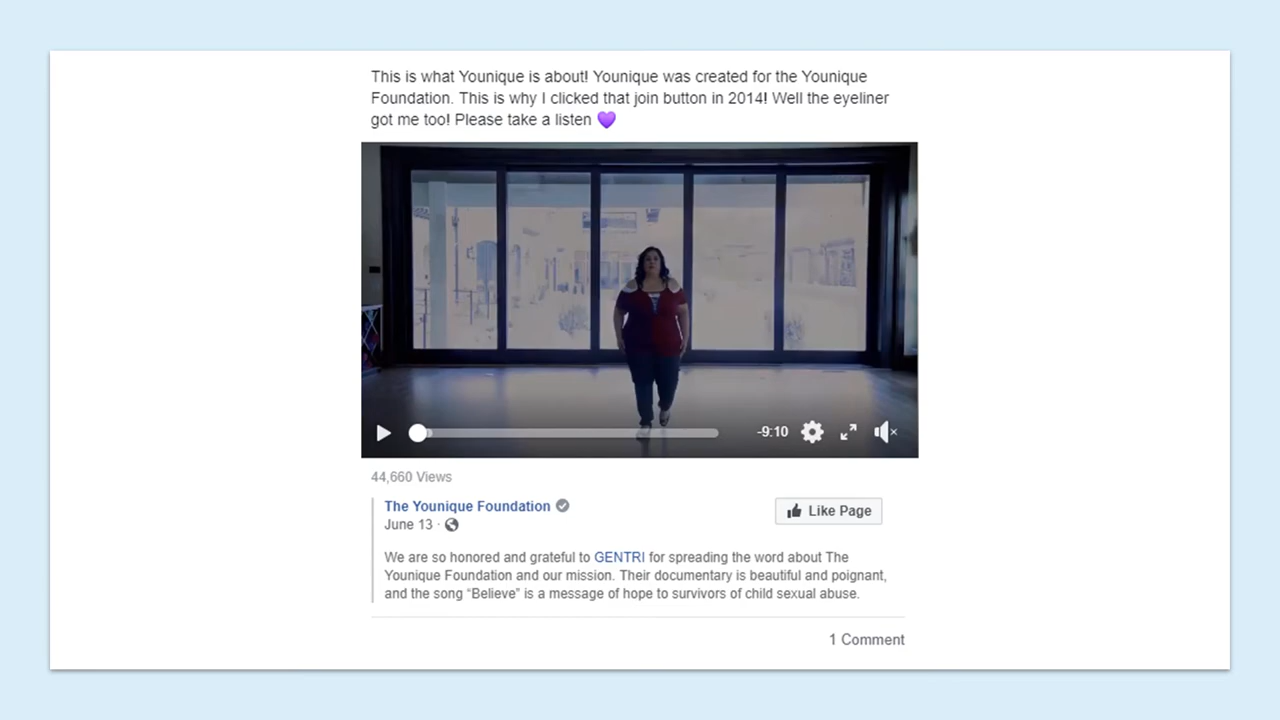 This is what Younique is about! Younique was created for the Younique
Foundation. This is why I clicked that join button in 2014! Well the eyeliner
got me too! Please take a listen 💜
-9:10
44,660 Views
The Younique Foundation
Like Page
June 13 ·
We are so honored and grateful to GENTRI for spreading the word about The
Younique Foundation and our mission. Their documentary is beautiful and poignant,
and the song “Believe” is a message of hope to survivors of child sexual abuse.
1 Comment